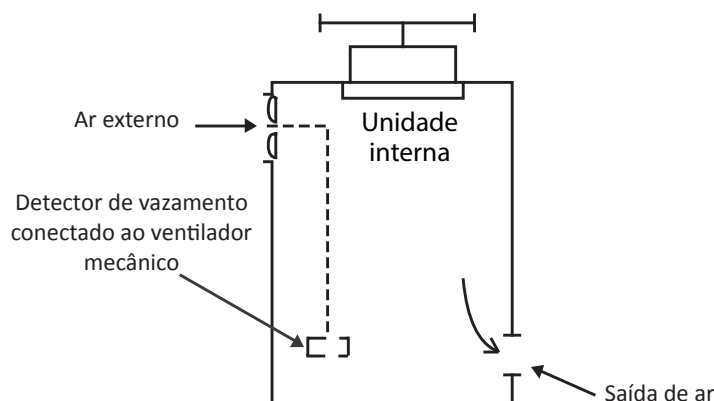 Ar externo
Unidade
interna
Detector de vazamento
conectado ao ventilador
mecânico
Saída de ar